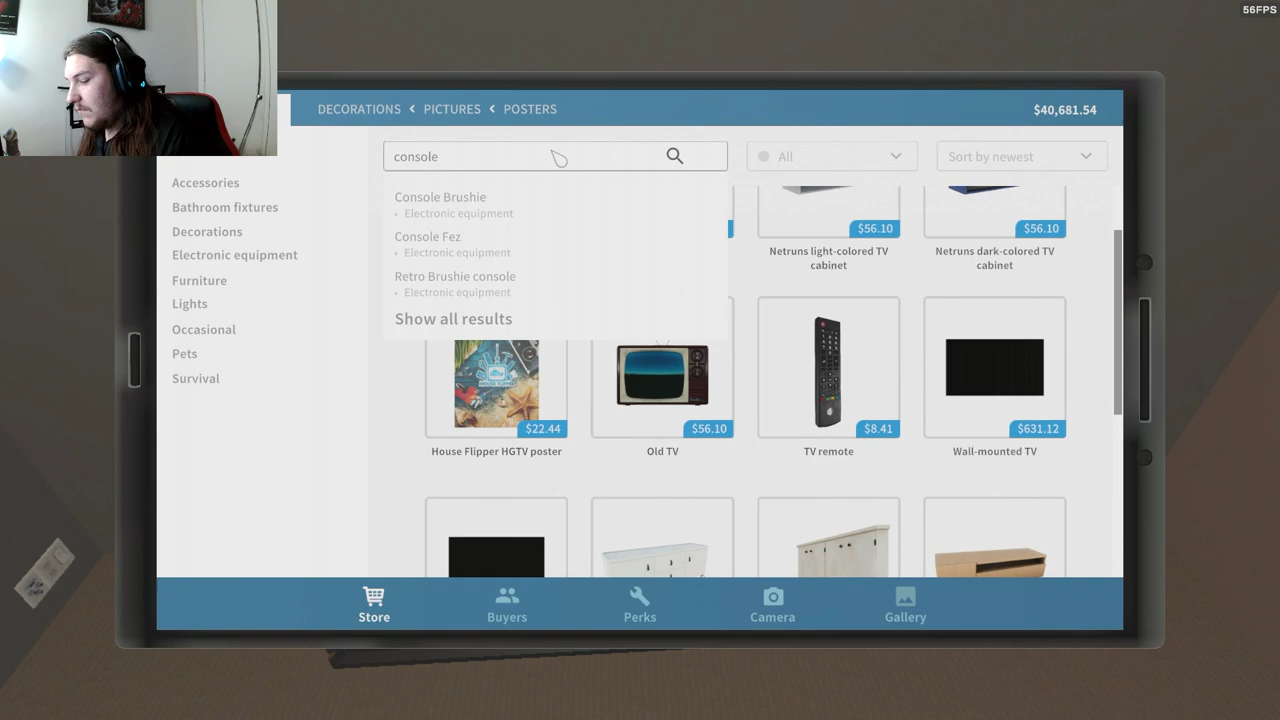 56FPS
DECORATIONS < PICTURES < POSTERS
$40,681.54
console
All
Sort by newest
Accessories
Bathroom fixtures
Decorations
Electronic equipment
Furniture
Lights
Occasional
Pets
Survival
Console Brushie
• Electronic equipment
Console Fez
• Electronic equipment
Retro Brushie console
• Electronic equipment
Show all results
$56.10
$56.10
Netruns light-colored TV
cabinet
Netruns dark-colored TV
cabinet
HOUSE FLIPPER
$22.44
$56.10
$8.41
$631.12
House Flipper HGTV poster
Old TV
TV remote
Wall-mounted TV
Store
Buyers
Perks
Camera
Gallery